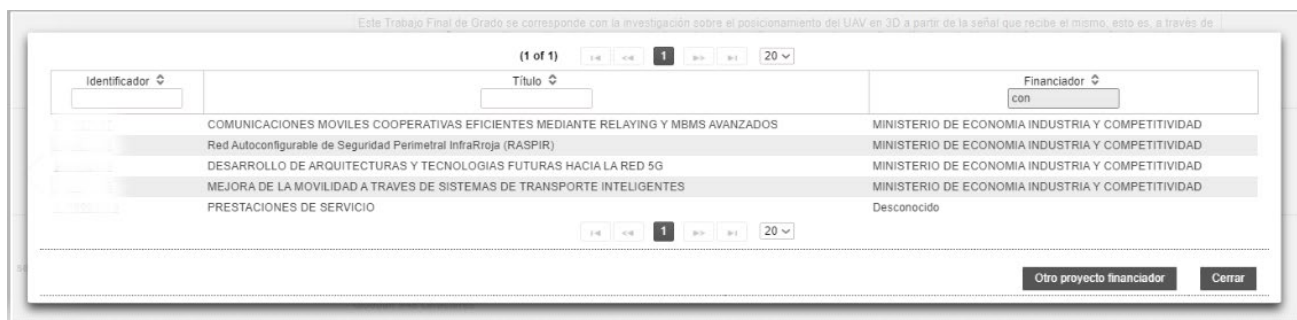 Este Trabajo Final de Grado se corresponde con la investigación sobre el posicionamiento del UAV en 3D a partir de la señal que recibe el mismo, esto es, a través de
(1 of 1) 1 20
Identificador Título Financiador
con
COMUNICACIONES MOVILES COOPERATIVAS EFICIENTES MEDIANTE RELAYING Y MBMS AVANZADOS MINISTERIO DE ECONOMIA INDUSTRIA Y COMPETITIVIDAD
Red Autoconfigurable de Seguridad Perimetral InfraRroja (RASPIR) MINISTERIO DE ECONOMIA INDUSTRIA Y COMPETITIVIDAD
DESARROLLO DE ARQUITECTURAS Y TECNOLOGIAS FUTURAS HACIA LA RED 5G MINISTERIO DE ECONOMIA INDUSTRIA Y COMPETITIVIDAD
MEJORA DE LA MOVILIDAD A TRAVES DE SISTEMAS DE TRANSPORTE INTELIGENTES MINISTERIO DE ECONOMIA INDUSTRIA Y COMPETITIVIDAD
PRESTACIONES DE SERVICIO Desconocido
1 20
Otro proyecto financiador Cerrar